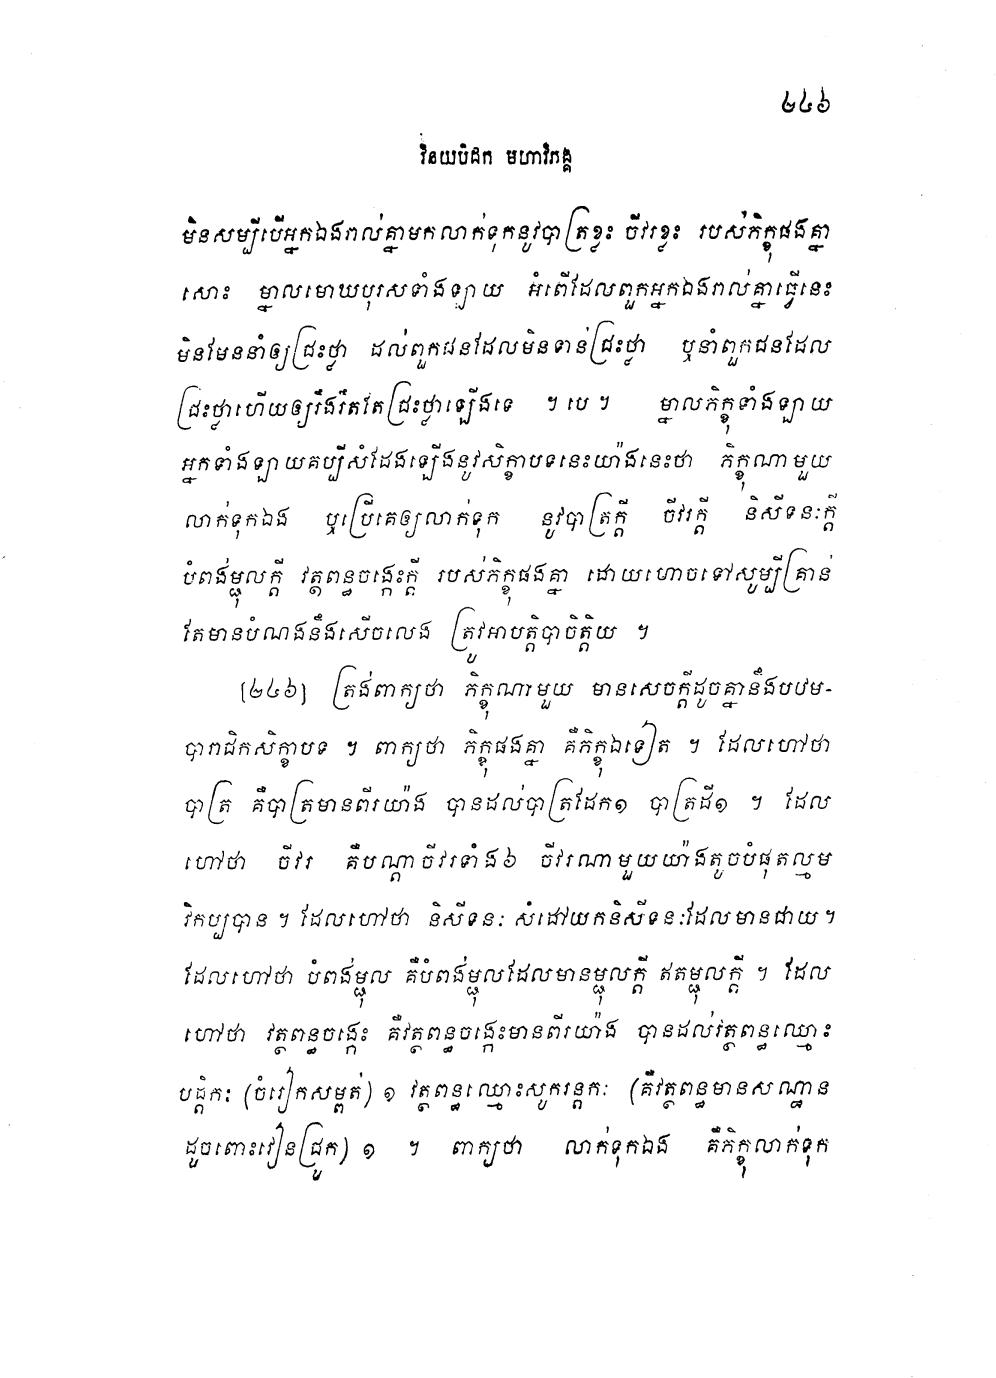 ២៤៦
វិនយបិដក មហាវិភង្គ
មិនសម្បីបើអ្នកឯងរាល់គ្នាមកលាក់ទុកនូវបាត្រខ្លះ ចីវរខ្លះ របស់ភិក្ខុផងគ្នា
សោះ ម្នាលមោឃបុរសទាំងឡាយ អំពើដែលពួកអ្នកឯងរាល់គ្នាធ្វើនេះ
មិនមែននាំឲ្យជ្រះថ្លា ដល់ពួកជនដែលមិនទាន់ជ្រះថ្លា ឬនាំពួកជនដែល
ជ្រះថ្លាហើយឲ្យរឹងរឹតតែជ្រះថ្លាឡើងទេ ។ បេ ។ ម្នាលភិក្ខុទាំងឡាយ
អ្នកទាំងឡាយគប្បីសំដែងឡើងនូវសិក្ខាបទនេះយ៉ាងនេះថា ភិក្ខុណាមួយ
លាក់ទុកឯង ឬប្រើគេឲ្យលាក់ទុក នូវបាត្រក្តី ចីវរក្តី និសីទនៈក្តី
បំពង់ម្ជុលក្តី វត្ថពន្ធចង្កេះក្តី របស់ភិក្ខុផងគ្នា ដោយហោចទៅសូម្បីគ្រាន់
តែមានបំណងនឹងសើចលេង ត្រូវអាបត្តិបាចិត្តិយ ។
[២៤៦] ត្រង់ពាក្យថា ភិក្ខុណាមួយ មានសេចក្តីដូចគ្នានឹងបឋម-
បារាជិកសិក្ខាបទ ។ ពាក្យថា ភិក្ខុផងគ្នា គឺភិក្ខុឯទៀត ។ ដែលហៅថា
បាត្រ គឺបាត្រមានពីរយ៉ាង បានដល់បាត្រដែក១ បាត្រដី១ ។ ដែល
ហៅថា ចីវរ គឺបណ្តាចីវរទាំង៦ ចីវរណាមួយយ៉ាងតូចបំផុតល្មម
វិកប្បបាន ។ ដែលហៅថា និសីទនៈ សំដៅយកនិសីទនៈដែលមានជាយ ។
ដែលហៅថា បំពង់ម្ជុល គឺបំពង់ម្ជុលដែលមានម្ជុលក្តី ឥតម្ជុលក្តី ។ ដែល
ហៅថា វត្ថពន្ធចង្កេះ គឺវត្ថពន្ធចង្កេះមានពីរយ៉ាង បានដល់វត្ថពន្ធឈ្មោះ
បដ្តិកៈ (ចំរៀកសម្ពត់) ១ វត្ថពន្ធឈ្មោះសូករន្តកៈ (គឺវត្ថពន្ធមានសណ្ឋាន
ដូចពោះវៀនជ្រូក) ១ ។ ពាក្យថា លាក់ទុកឯង គឺភិក្ខុលាក់ទុក